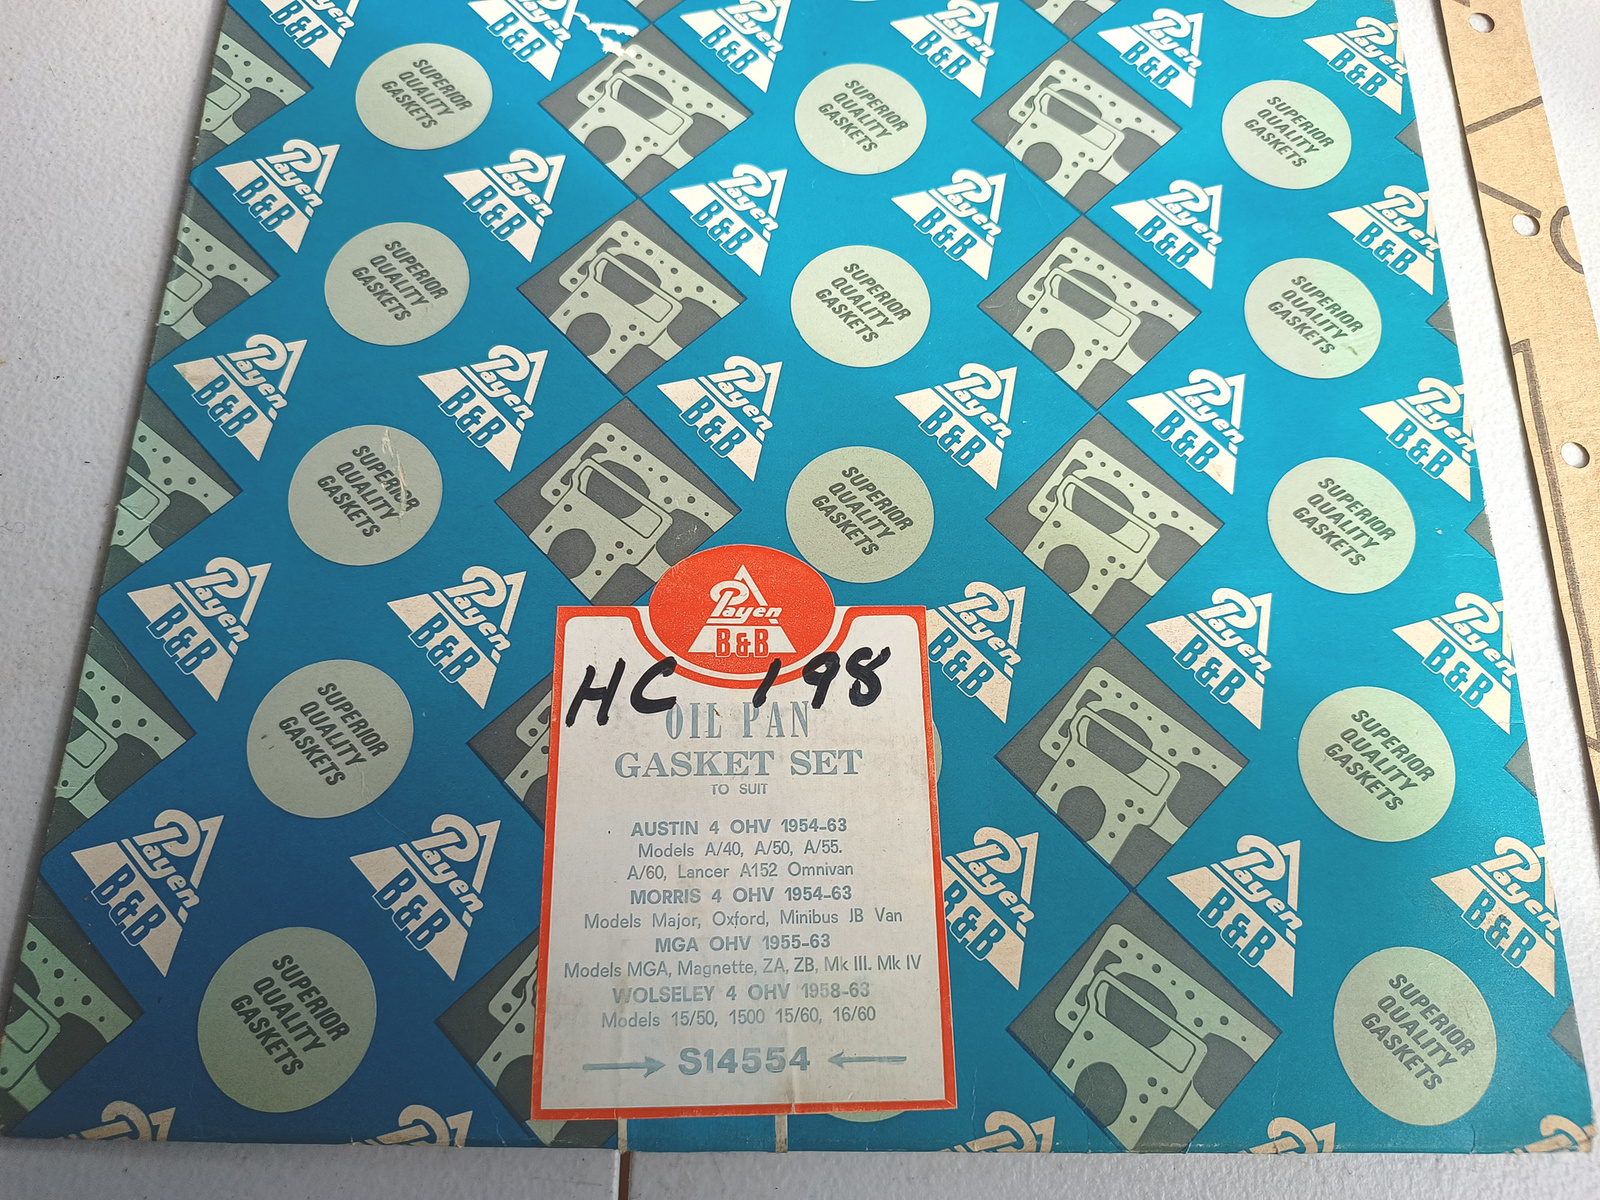 Payen
B&B
SUPERIOR
QUALITY
GASKETS
Payen
B&B
HC 198
OIL PAN
GASKET SET
TO SUIT
AUSTIN 4 OHV 1954-63
Models A/40, A/50, A/55.
A/60, Lancer A152 Omnivan
MORRIS 4 OHV 1954-63
Models Major, Oxford, Minibus JB Van
MGA OHV 1955-63
Models MGA, Magnette, ZA, ZB, Mk III. Mk IV
WOLSELEY 4 OHV 1958-63
Models 15/50, 1500 15/60, 16/60
S14554